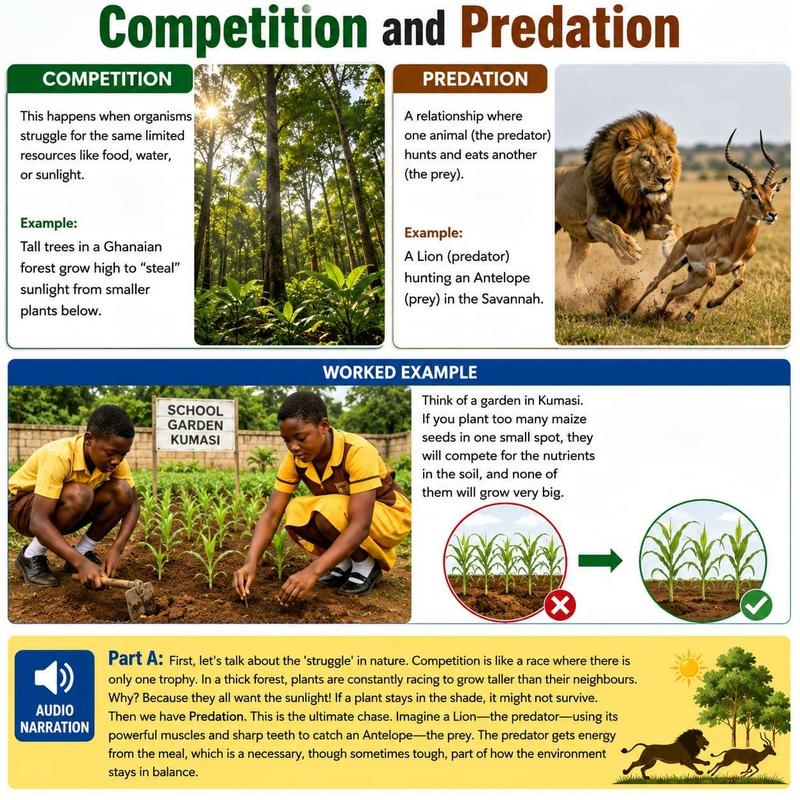 Competition and Predation
COMPETITION
This happens when organisms
struggle for the same limited
resources like food, water,
or sunlight.
Example:
Tall trees in a Ghanaian
forest grow high to “steal”
sunlight from smaller
plants below.
PREDATION
A relationship where
one animal (the predator)
hunts and eats another
(the prey).
Example:
A Lion (predator)
hunting an Antelope
(prey) in the Savannah.
WORKED EXAMPLE
SCHOOL
GARDEN
KUMASI
Think of a garden in Kumasi.
If you plant too many maize
seeds in one small spot, they
will compete for the nutrients
in the soil, and none of
them will grow very big.
AUDIO
NARRATION
Part A: First, let's talk about the 'struggle' in nature. Competition is like a race where there is
only one trophy. In a thick forest, plants are constantly racing to grow taller than their neighbours.
Why? Because they all want the sunlight! If a plant stays in the shade, it might not survive.
Then we have Predation. This is the ultimate chase. Imagine a Lion—the predator—using its
powerful muscles and sharp teeth to catch an Antelope—the prey. The predator gets energy
from the meal, which is a necessary, though sometimes tough, part of how the environment
stays in balance.